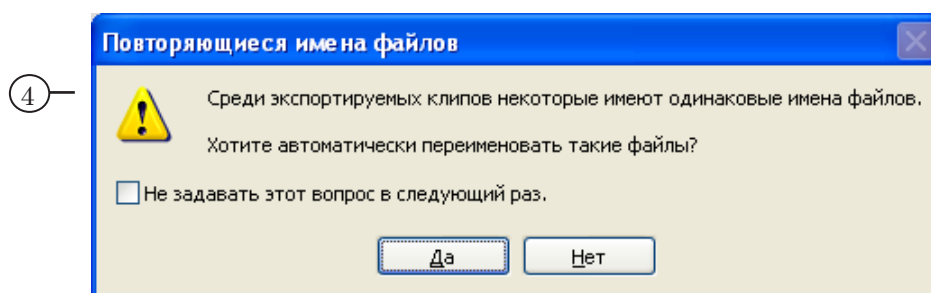 Повторяющиеся имена файлов
4
Среди экспортируемых клипов некоторые имеют одинаковые имена файлов.
Хотите автоматически переименовать такие файлы?
Не задавать этот вопрос в следующий раз.
Да
Нет